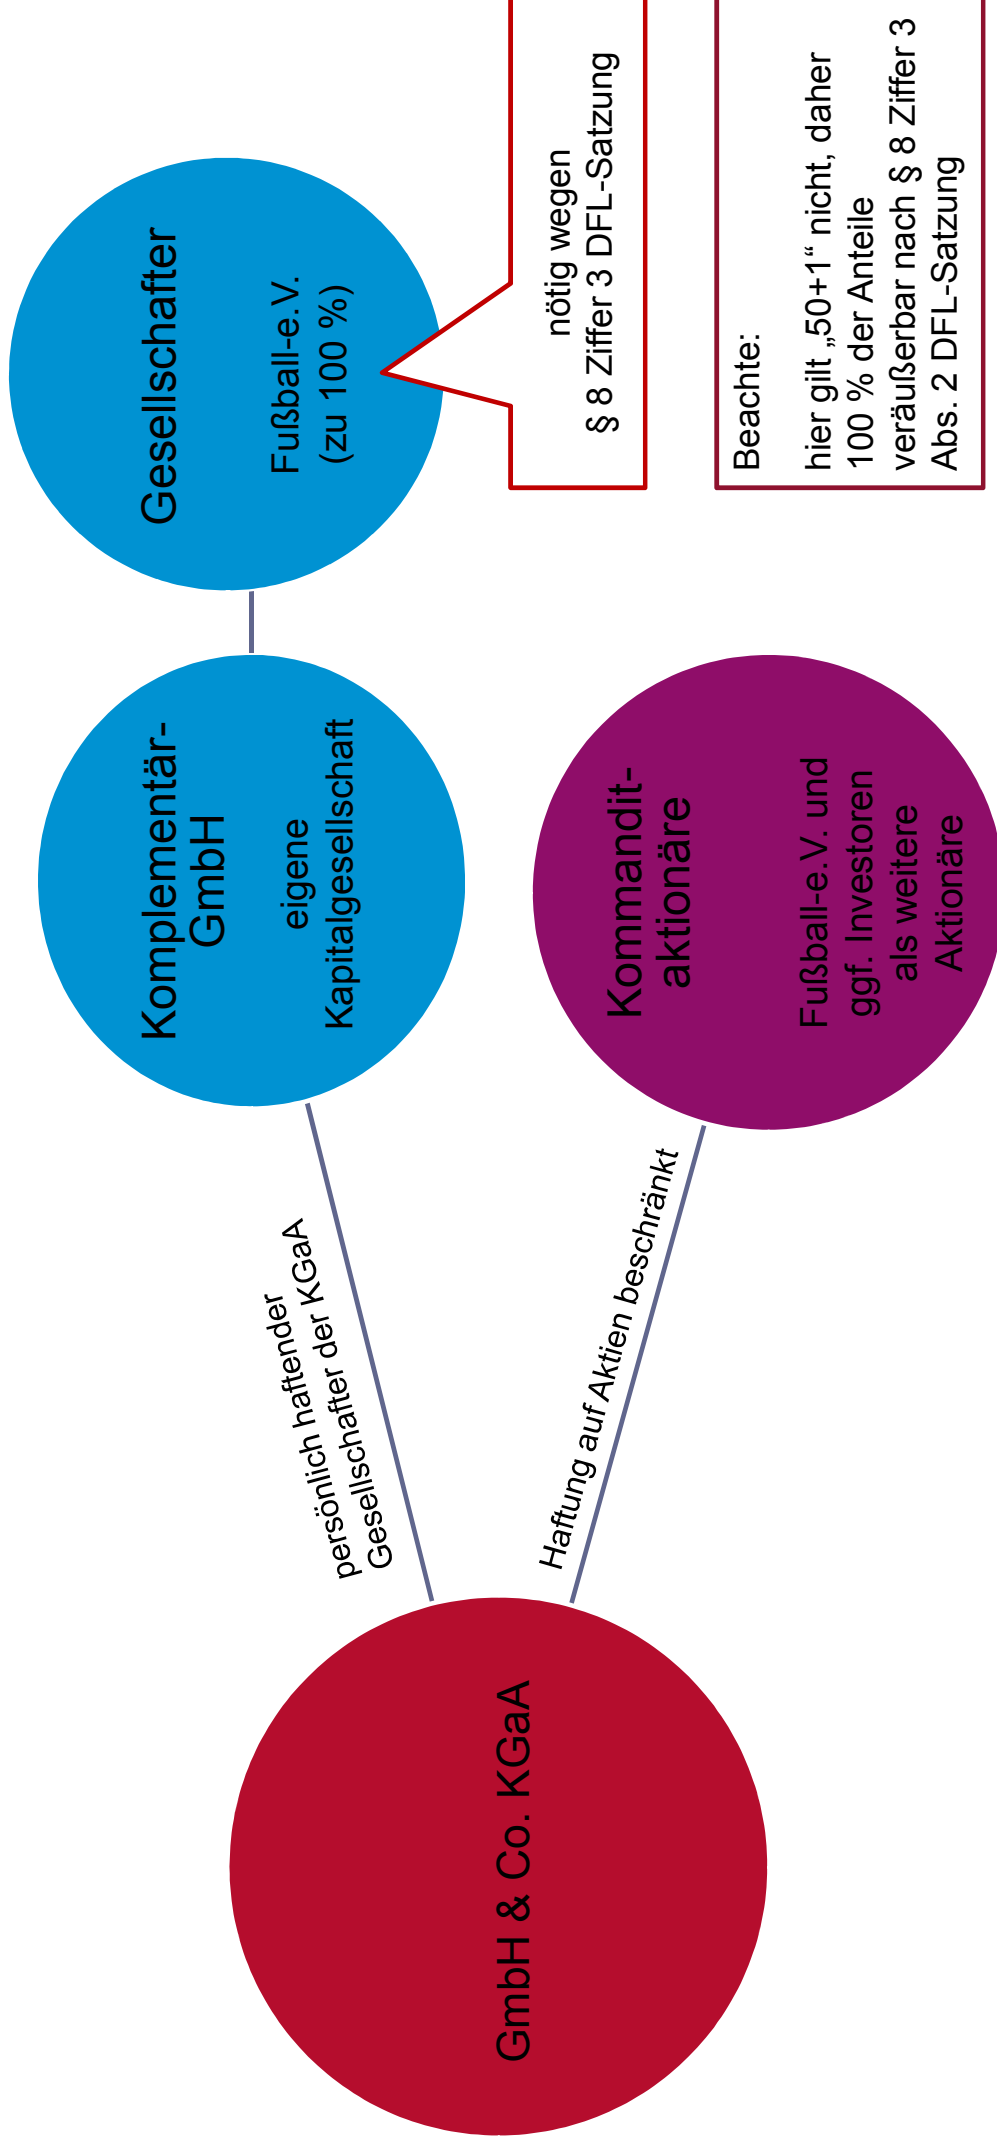 GmbH & Co. KGaA
persönlich haftender
Gesellschafter der KGaA
Komplementär-
GmbH
eigene
Kapitalgesellschaft
Gesellschafter
Fußball-e.V.
(zu 100 %)
nötig wegen
§ 8 Ziffer 3 DFL-Satzung
Haftung auf Aktien beschränkt
Kommandit-
aktionäre
Fußball-e.V. und
ggf. Investoren
als weitere
Aktionäre
Beachte:
hier gilt „50+1“ nicht, daher
100 % der Anteile
veräußerbar nach § 8 Ziffer 3
Abs. 2 DFL-Satzung